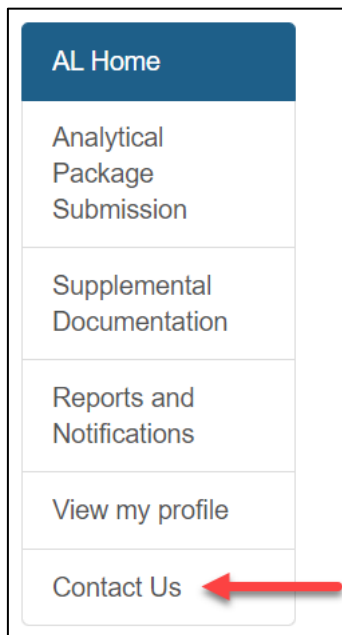 AL Home
Analytical
Package
Submission
Supplemental
Documentation
Reports and
Notifications
View my profile
Contact Us